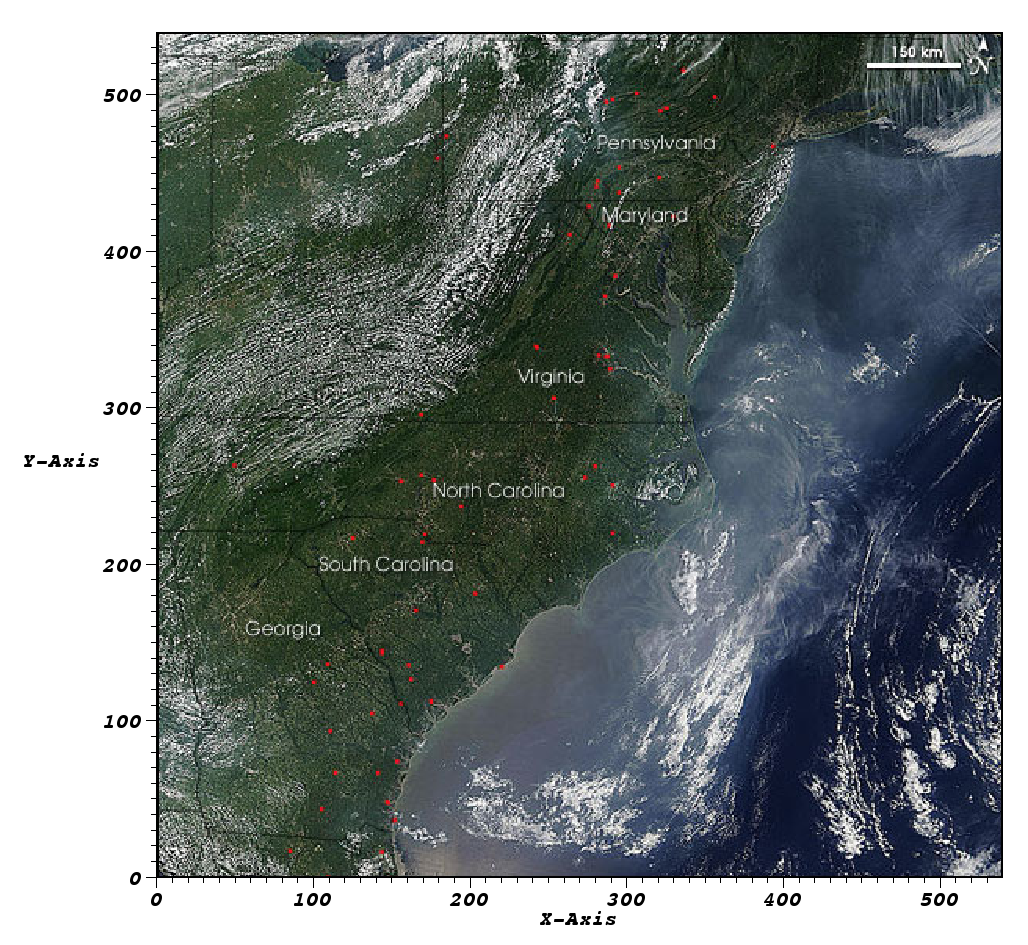 150 km
N
500
Pennsylvania
Maryland
400
Virginia
300
Y-Axis
North Carolina
200
South Carolina
Georgia
100
0
0 100 200 300 400 500
X-Axis